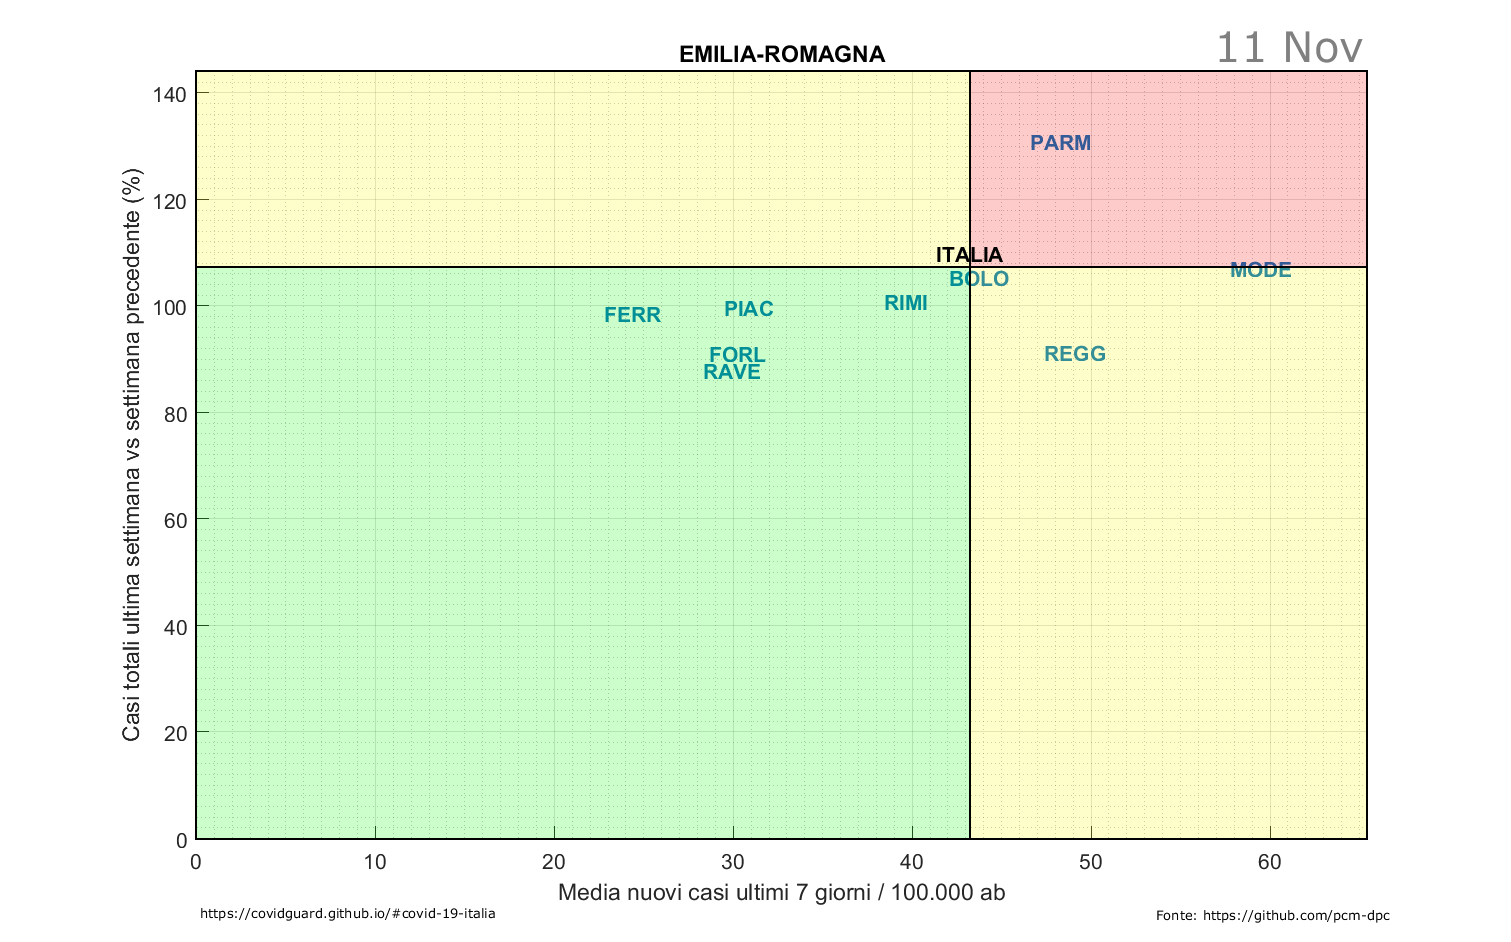 11 Nov
EMILIA-ROMAGNA
140
120
100
80
60
40
20
0
Casi totali ultima settimana vs settimana precedente (%)
PARM
ITALIA
MODE
BOLO
RIMI
PIAC
FERR
FORL
REGG
RAVE
0 10 20 30 40 50 60
Media nuovi casi ultimi 7 giorni / 100.000 ab
https://covidguard.github.io/#covid-19-italia
Fonte: https://github.com/pcm-dpc